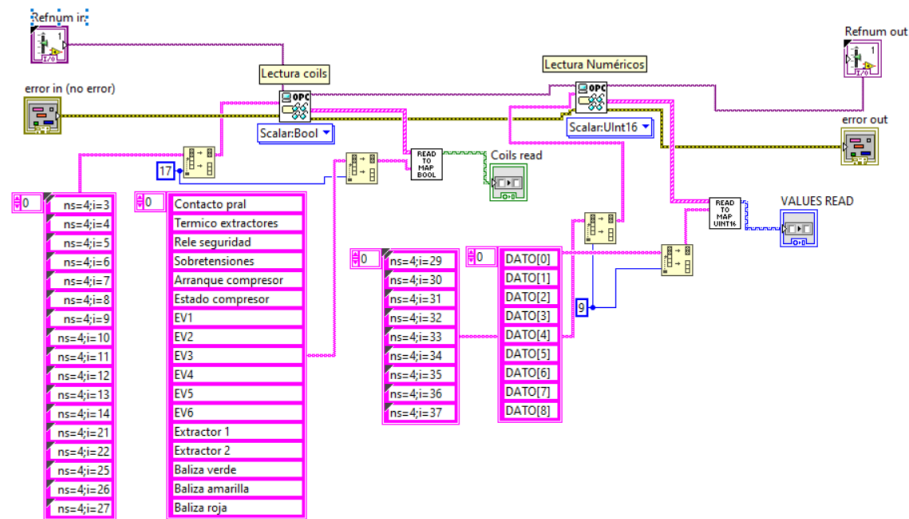 Refnum in
Refnum out
1
I/O
1
I/O
Lectura Numéricos
Lectura coils
error in (no error)
OPC
OPC
Scalar:Bool
Scalar:UInt16
error out
17
READ
TO
MAP
BOOL
Coils read
0
ns=4;i=3
ns=4;i=4
ns=4;i=5
ns=4;i=6
ns=4;i=7
ns=4;i=8
ns=4;i=9
ns=4;i=10
ns=4;i=11
ns=4;i=12
ns=4;i=13
ns=4;i=14
ns=4;i=21
ns=4;i=22
ns=4;i=25
ns=4;i=26
ns=4;i=27
0
Contacto pral
Termico extractores
Rele seguridad
Sobretensiones
Arranque compresor
Estado compresor
EV1
EV2
EV3
EV4
EV5
EV6
Extractor 1
Extractor 2
Baliza verde
Baliza amarilla
Baliza roja
0
ns=4;i=29
ns=4;i=30
ns=4;i=31
ns=4;i=32
ns=4;i=33
ns=4;i=34
ns=4;i=35
ns=4;i=36
ns=4;i=37
0
DATO[0]
DATO[1]
DATO[2]
DATO[3]
DATO[4]
DATO[5]
DATO[6]
DATO[7]
DATO[8]
9
READ
TO
MAP
UINT16
VALUES READ